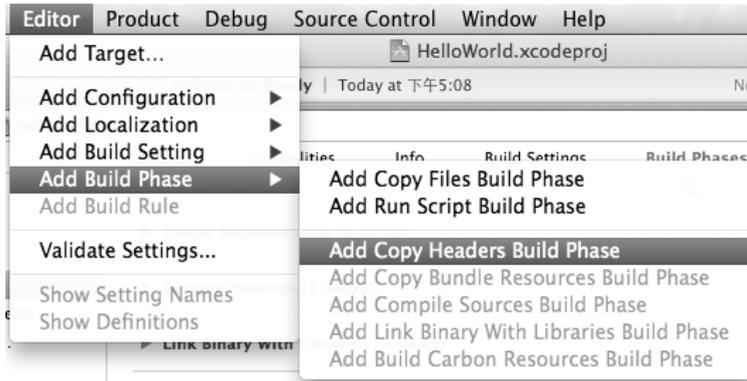 Editor Product Debug Source Control Window Help
HelloWorld.xcodeproj
Today at 下午5:08
Add Target...
Add Configuration
Add Localization
Add Build Setting
Add Build Phase
Add Build Rule
Validate Settings...
Show Setting Names
Show Definitions
Info Build Settings Build Phases
Add Copy Files Build Phase
Add Run Script Build Phase
Add Copy Headers Build Phase
Add Copy Bundle Resources Build Phase
Add Compile Sources Build Phase
Add Link Binary With Libraries Build Phase
Add Build Carbon Resources Build Phase
Link Binary With